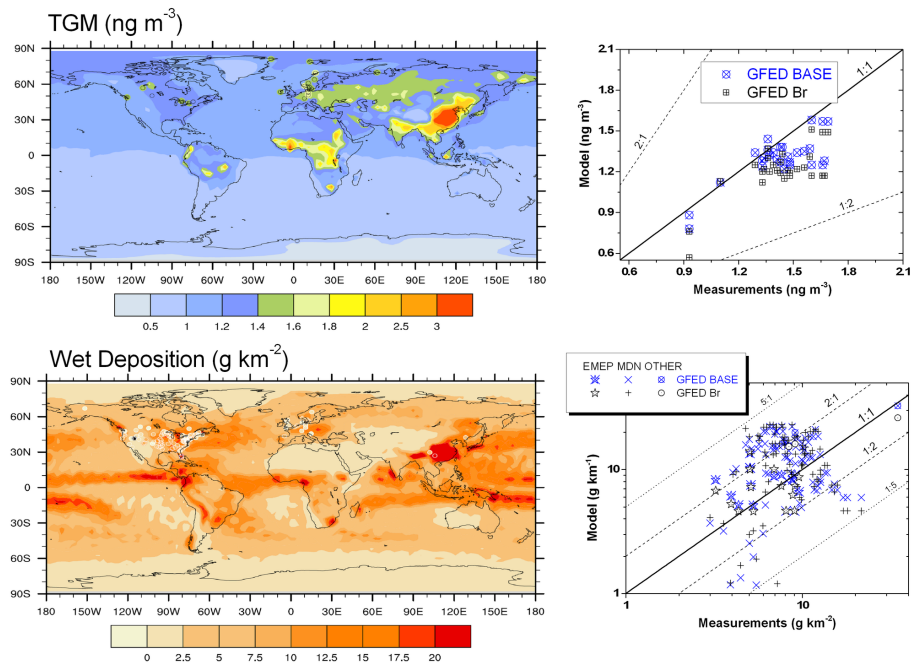 TGM (ng m-3)
90N
60N
30N
0
30S
60S
90S
180 150W 120W 90W 60W 30W 0 30E 60E 90E 120E 150E 180
0.5 1 1.2 1.4 1.6 1.8 2 2.5 3
2.1
1.8
1.5
1.2
0.9
0.6
Model (ng m-3)
GFED BASE
GFED Br
2:1
1:1
1:2
0.6 0.9 1.2 1.5 1.8 2.1
Measurements (ng m-3)
Wet Deposition (g km-2)
90N
60N
30N
0
30S
60S
90S
180 120W 90W 60W 30W 0 30E 60E 90E 120E 150E 180
0 2.5 5 7.5 10 12.5 15 17.5 20
EMEP MDN OTHER
GFED BASE
GFED Br
5:1
2:1
1:1
1:2
1:5
10
1
Model (g km-1)
1 10
Measurements (g km-2)